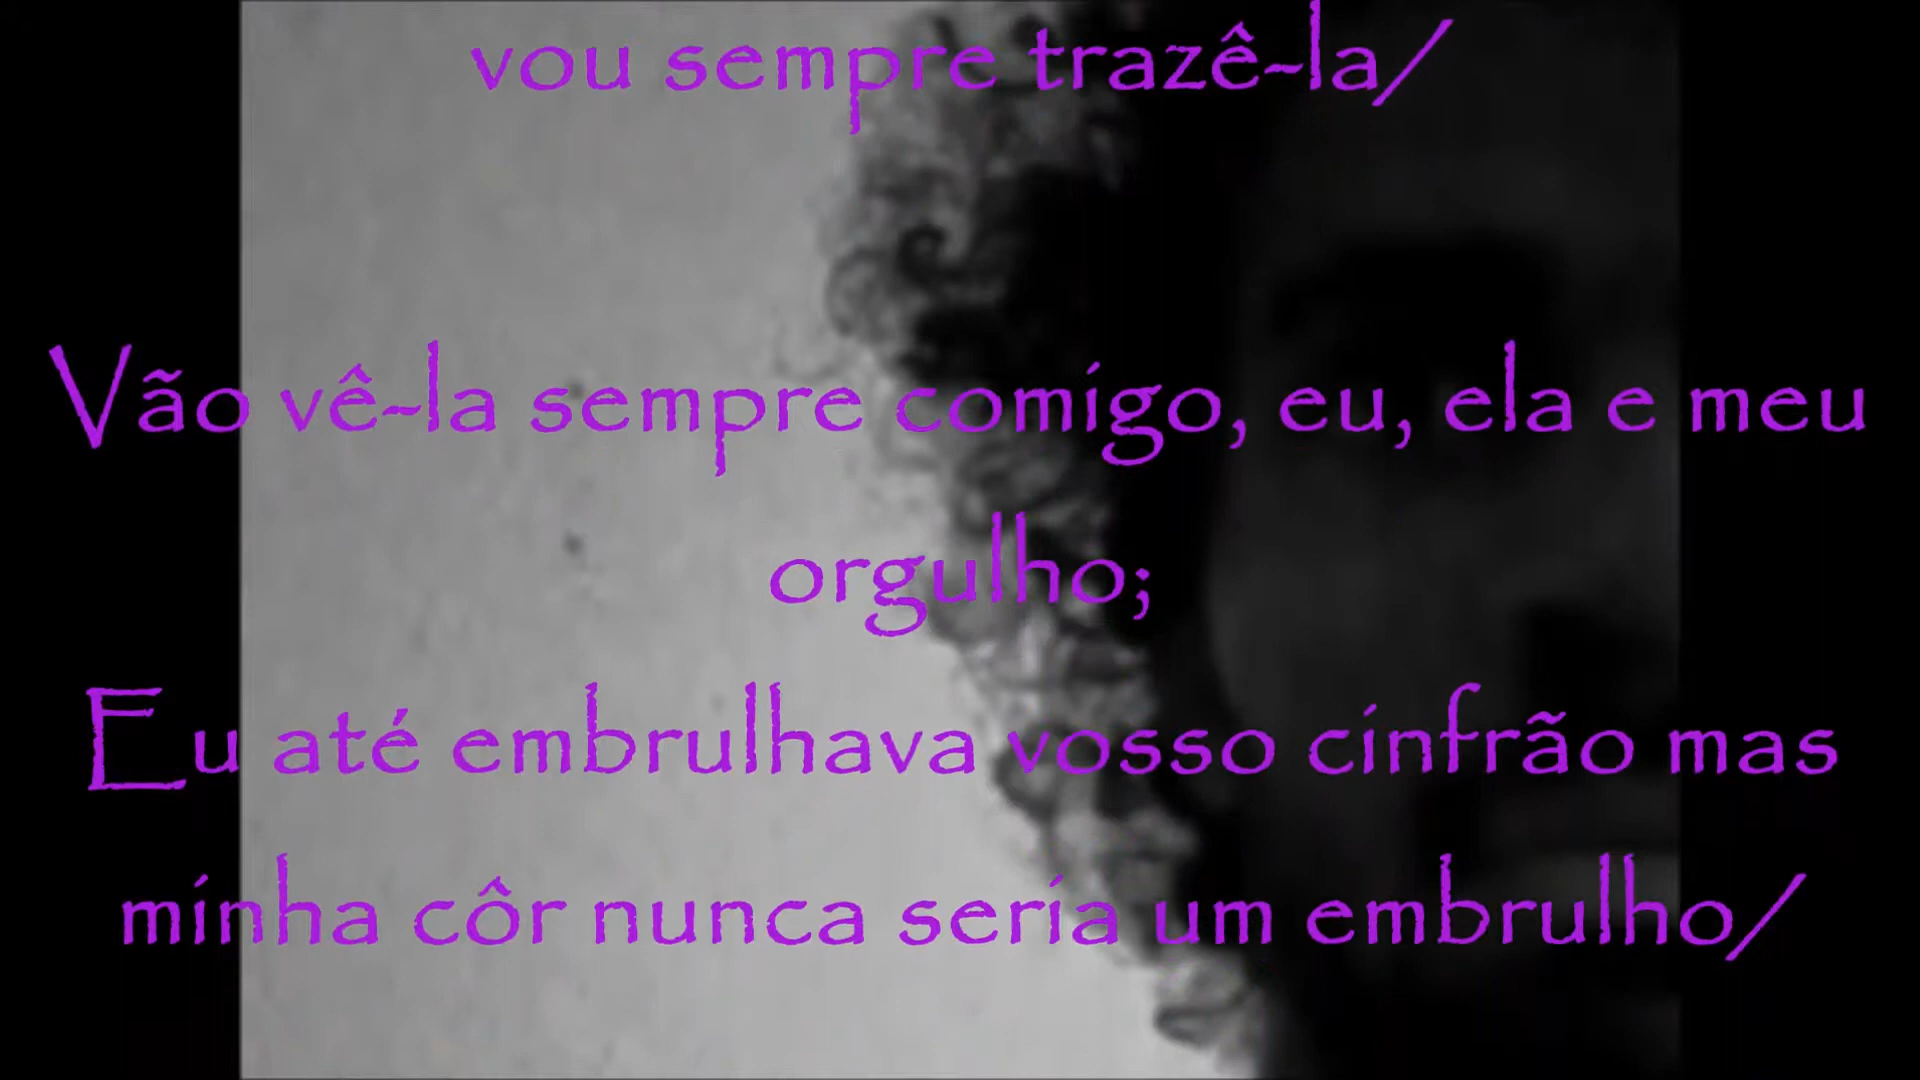 vou sempre trazê-la/
Vão vê-la sempre comigo, eu, ela e meu
orgulho;
Eu até embrulhava vosso cinfrão mas
minha côr nunca seria um embrulho/